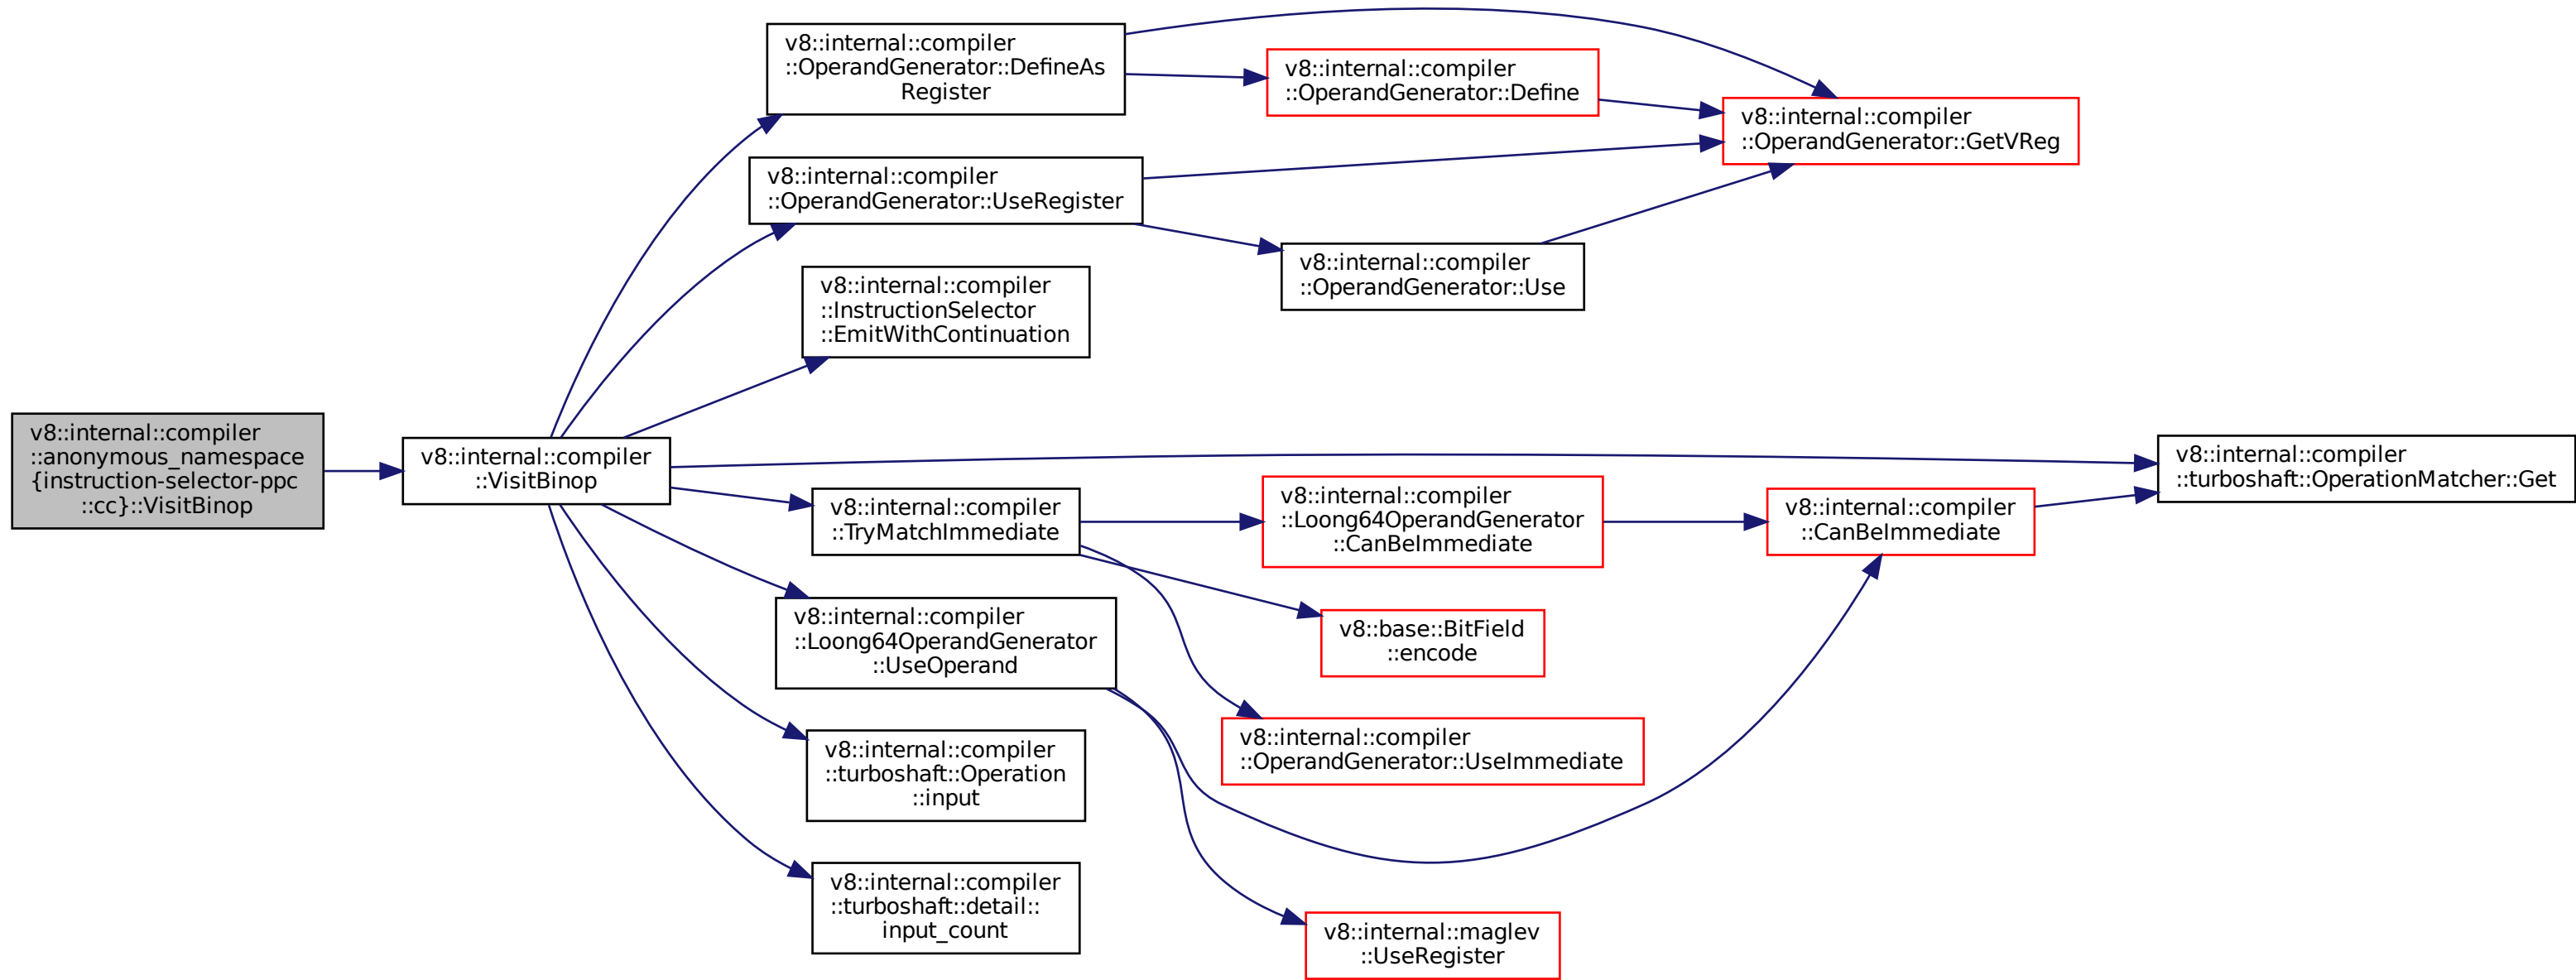 v8::internal::compiler
::anonymous_namespace
{instruction-selector-ppc
::cc}::VisitBinop
v8::internal::compiler
::VisitBinop
v8::internal::compiler
::OperandGenerator::DefineAs
Register
v8::internal::compiler
::OperandGenerator::UseRegister
v8::internal::compiler
::InstructionSelector
::EmitWithContinuation
v8::internal::compiler
::TryMatchImmediate
v8::internal::compiler
::Loong64OperandGenerator
::UseOperand
v8::internal::compiler
::turboshaft::Operation
::input
v8::internal::compiler
::turboshaft::detail::
input_count
v8::internal::compiler
::OperandGenerator::Define
v8::internal::compiler
::OperandGenerator::Use
v8::internal::compiler
::Loong64OperandGenerator
::CanBeImmediate
v8::base::BitField
::encode
v8::internal::compiler
::OperandGenerator::UseImmediate
v8::internal::maglev
::UseRegister
v8::internal::compiler
::OperandGenerator::GetVReg
v8::internal::compiler
::CanBeImmediate
v8::internal::compiler
::turboshaft::OperationMatcher::Get